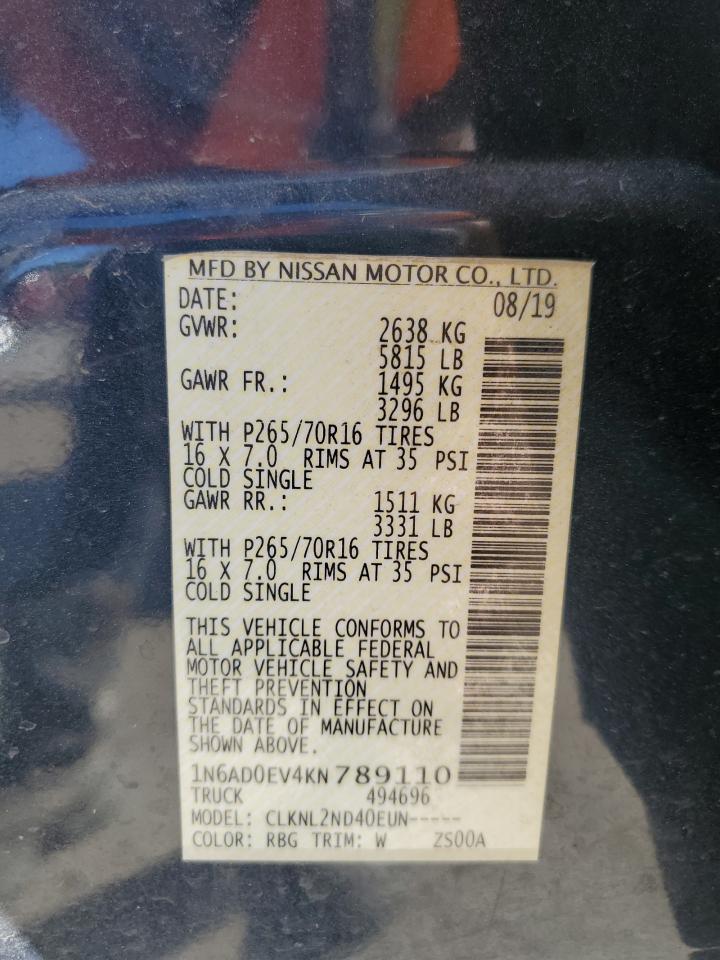 MFD BY NISSAN MOTOR CO., LTD.
DATE: 08/19
GVWR: 2638 KG
5815 LB
GAWR FR.: 1495 KG
3296 LB
WITH P265/70R16 TIRES
16 X 7.0 RIMS AT 35 PSI
COLD SINGLE
GAWR RR.: 1511 KG
3331 LB
WITH P265/70R16 TIRES
16 X 7.0 RIMS AT 35 PSI
COLD SINGLE
THIS VEHICLE CONFORMS TO
ALL APPLICABLE FEDERAL
MOTOR VEHICLE SAFETY AND
THEFT PREVENTION
STANDARDS IN EFFECT ON
THE DATE OF MANUFACTURE
SHOWN ABOVE.
1N6AD0EV4KN789110
TRUCK 494696
MODEL: CLKNL2ND40EUN-----
COLOR: RBG TRIM: W ZS00A